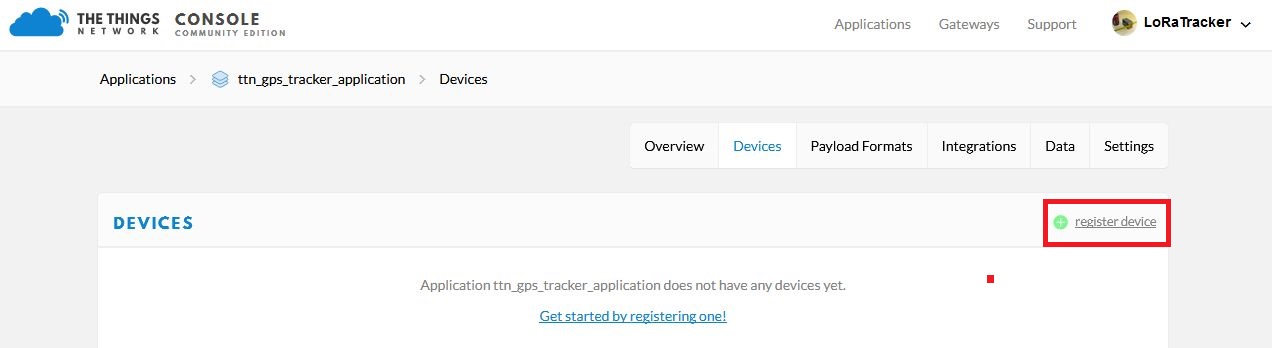 THE THINGS NETWORK CONSOLE COMMUNITY EDITION
Applications Gateways Support LoRaTracker
Applications ttn_gps_tracker_application Devices
Overview Devices Payload Formats Integrations Data Settings
DEVICES register device
Application ttn_gps_tracker_application does not have any devices yet.
Get started by registering one!